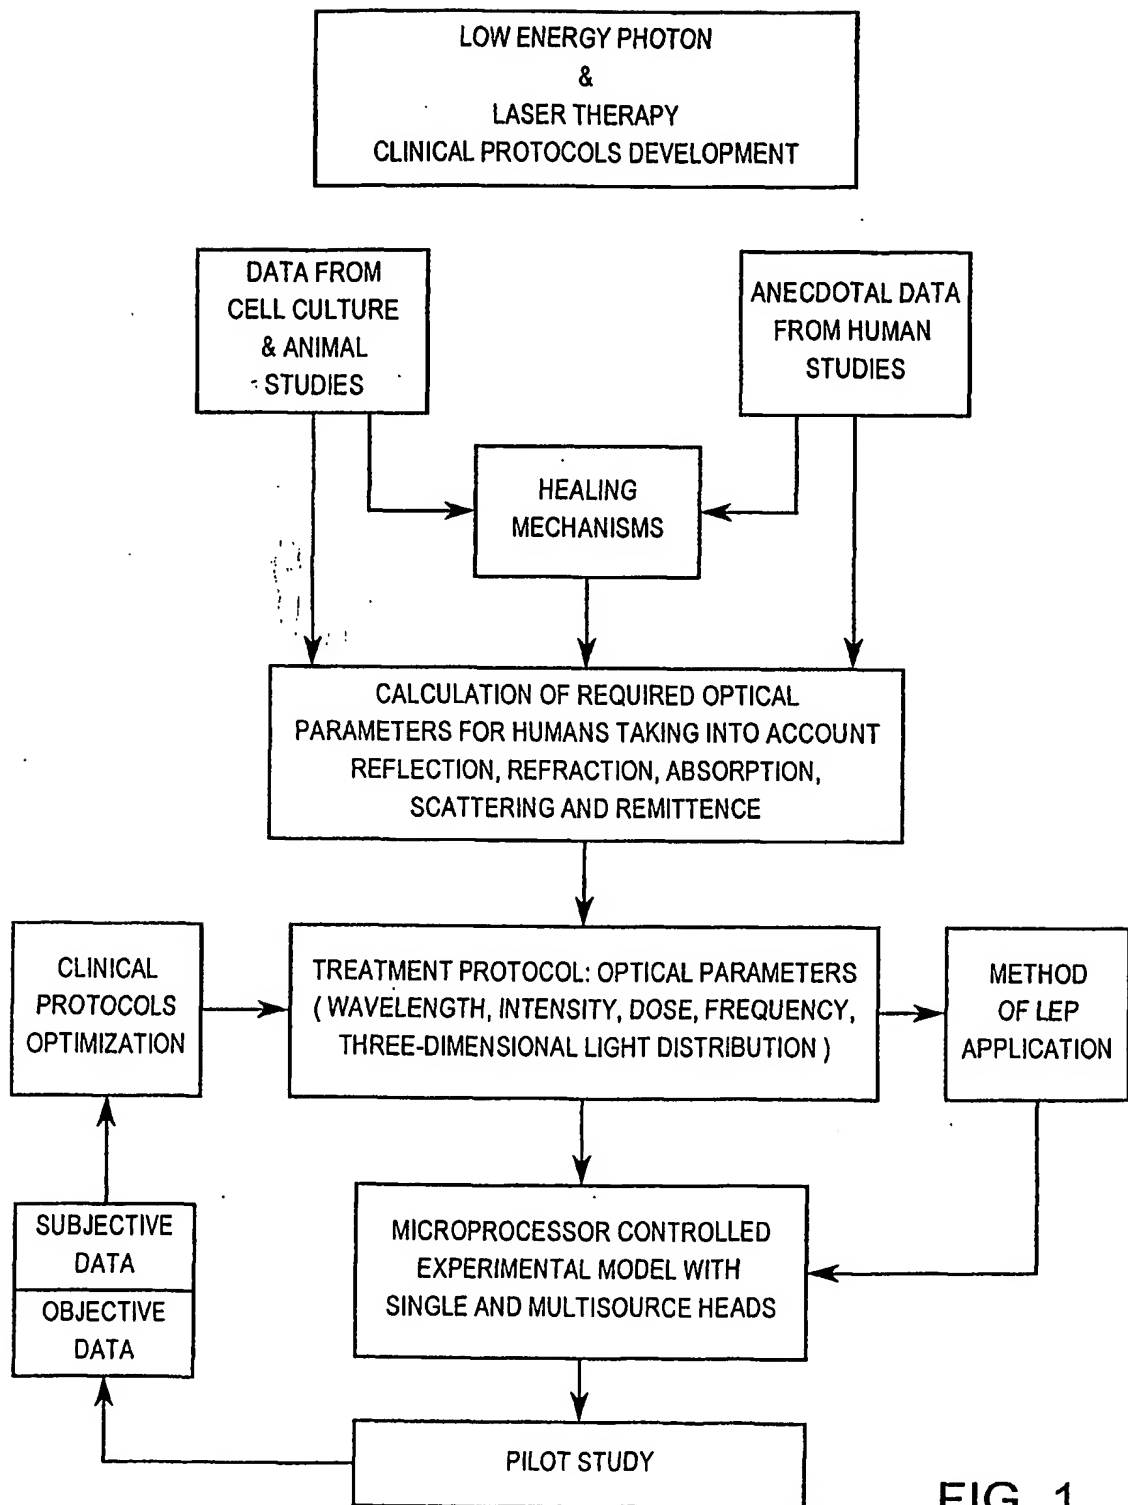 LOW ENERGY PHOTON
&
LASER THERAPY
CLINICAL PROTOCOLS DEVELOPMENT
DATA FROM
CELL CULTURE
& ANIMAL
STUDIES
ANECDOTAL DATA
FROM HUMAN
STUDIES
HEALING
MECHANISMS
CALCULATION OF REQUIRED OPTICAL
PARAMETERS FOR HUMANS TAKING INTO ACCOUNT
REFLECTION, REFRACTION, ABSORPTION,
SCATTERING AND REMITTENCE
CLINICAL
PROTOCOLS
OPTIMIZATION
TREATMENT PROTOCOL: OPTICAL PARAMETERS
( WAVELENGTH, INTENSITY, DOSE, FREQUENCY,
THREE-DIMENSIONAL LIGHT DISTRIBUTION )
METHOD
OF LEP
APPLICATION
SUBJECTIVE
DATA
OBJECTIVE
DATA
MICROPROCESSOR CONTROLLED
EXPERIMENTAL MODEL WITH
SINGLE AND MULTISOURCE HEADS
PILOT STUDY
FIG. 1